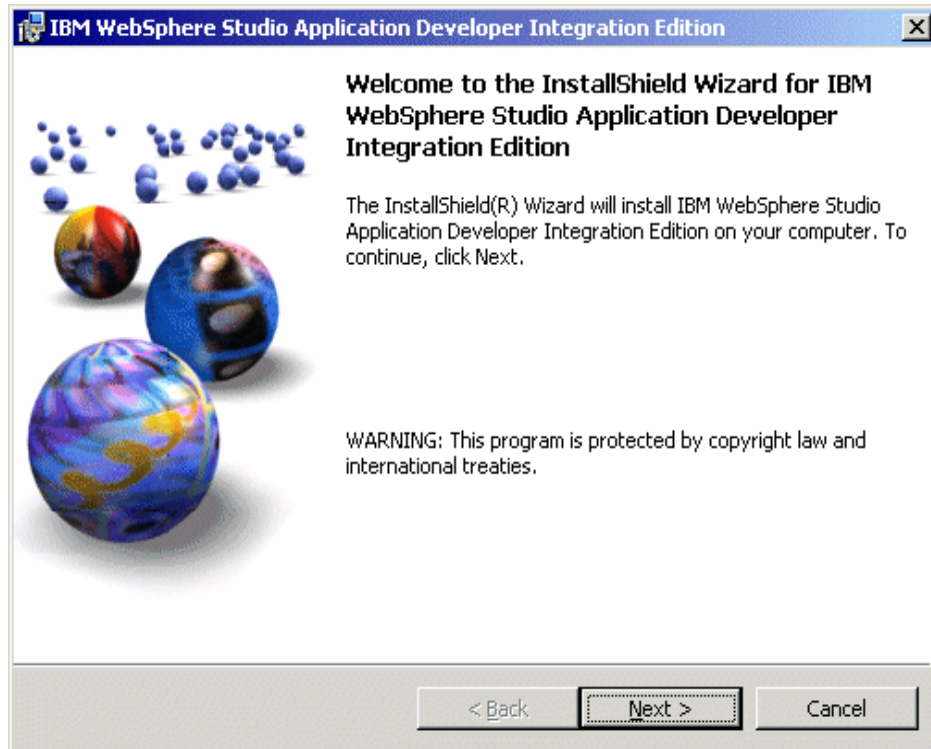 IBM WebSphere Studio Application Developer Integration Edition
Welcome to the InstallShield Wizard for IBM
WebSphere Studio Application Developer
Integration Edition
The InstallShield(R) Wizard will install IBM WebSphere Studio
Application Developer Integration Edition on your computer. To
continue, click Next.
WARNING: This program is protected by copyright law and
international treaties.
< Back
Next >
Cancel